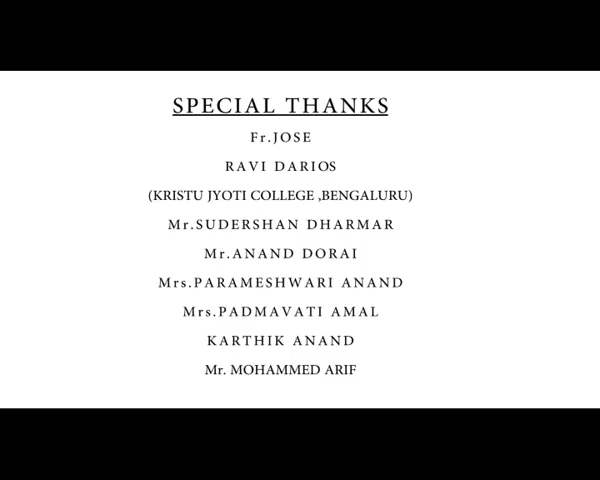 SPECIAL THANKS
Fr.JOSE
RAVI DARIOS
(KRISTU JYOTI COLLEGE ,BENGALURU)
Mr.SUDERSHAN DHARMAR
Mr.ANAND DORAI
Mrs.PARAMESHWARI ANAND
Mrs.PADMAVATI AMAL
KARTHIK ANAND
Mr. MOHAMMED ARIF